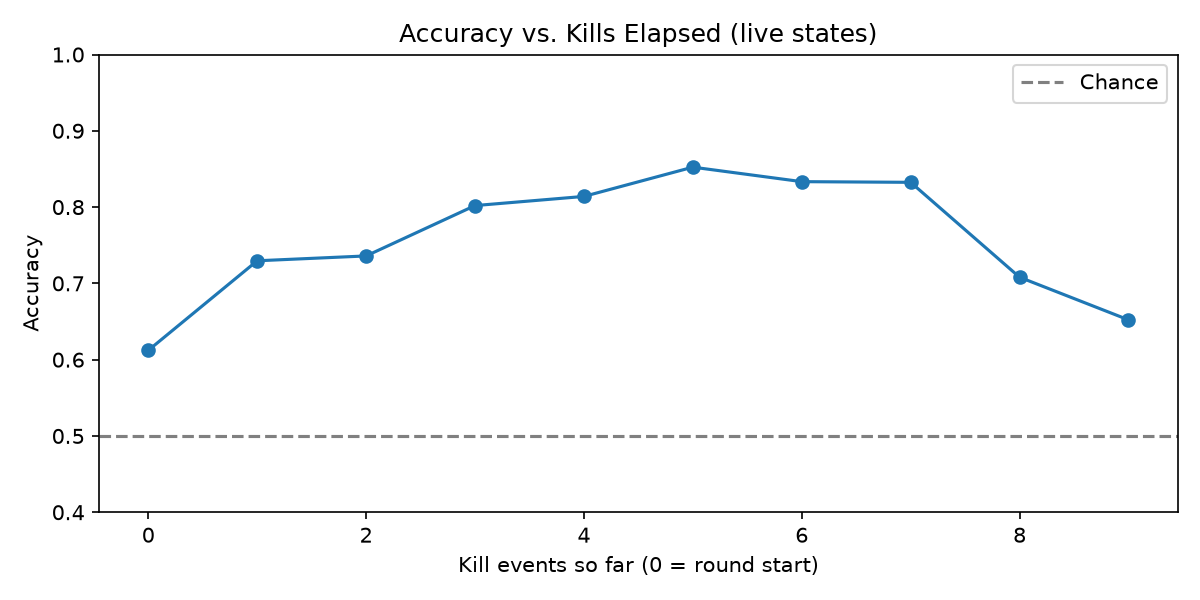 Accuracy vs. Kills Elapsed (live states)
Chance
Accuracy
1.0
0.9
0.8
0.7
0.6
0.5
0.4
0 2 4 6 8
Kill events so far (0 = round start)